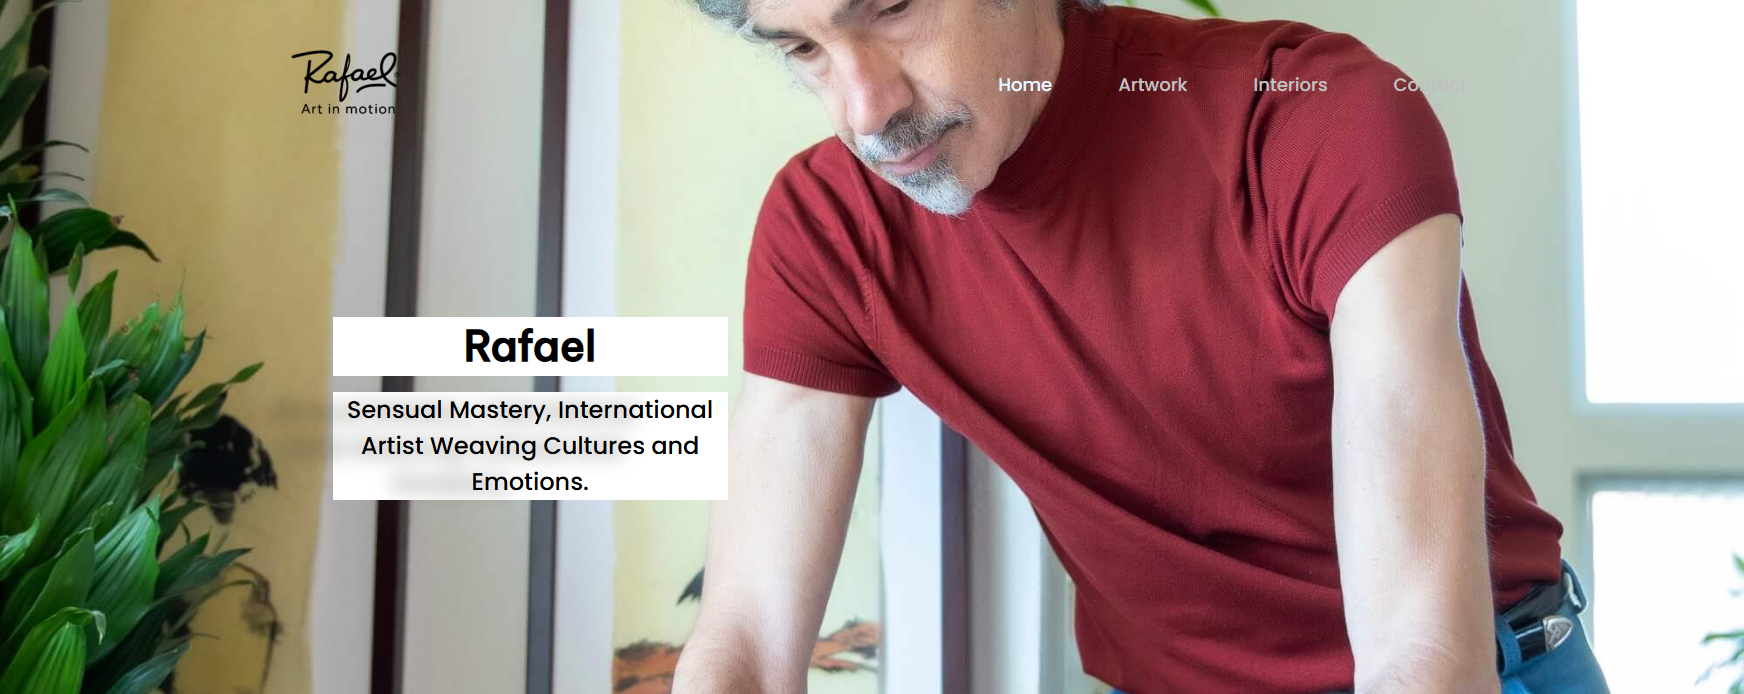 Rafael
Art in motion
Home Artwork Interiors Contact
Rafael
Sensual Mastery, International
Artist Weaving Cultures and
Emotions.